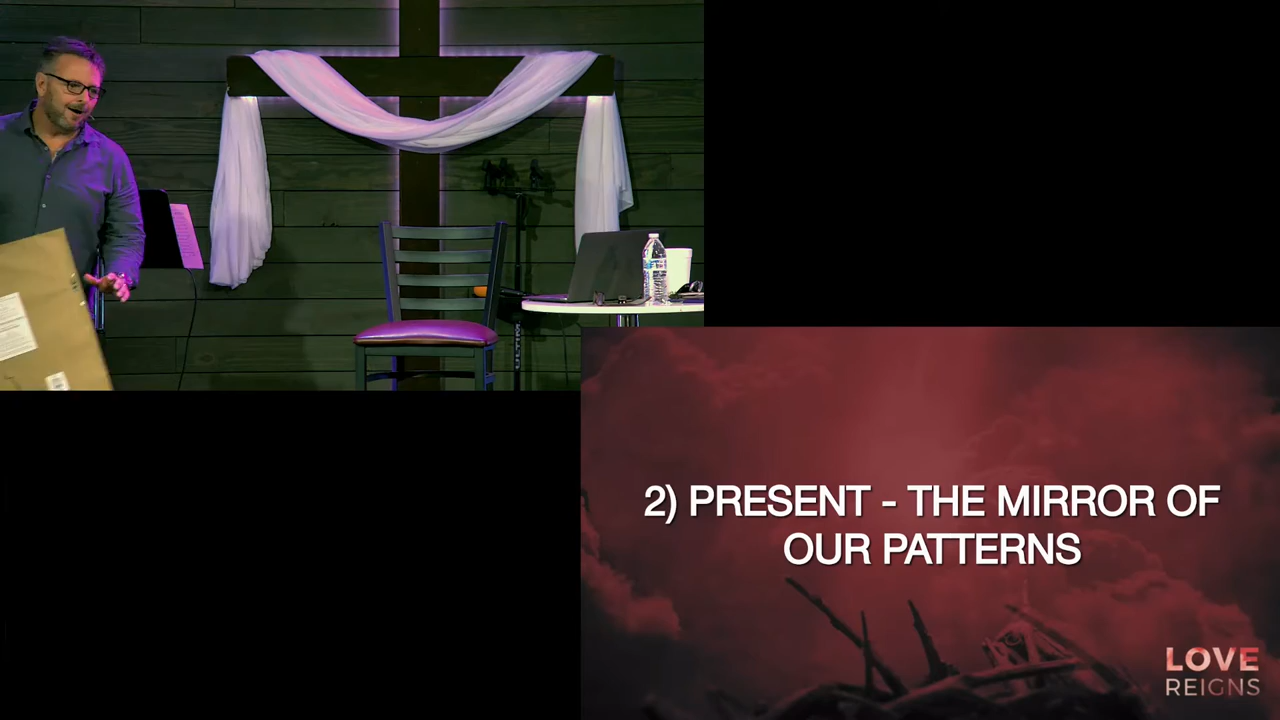 2) PRESENT - THE MIRROR OF
OUR PATTERNS
LOVE
REIGNS